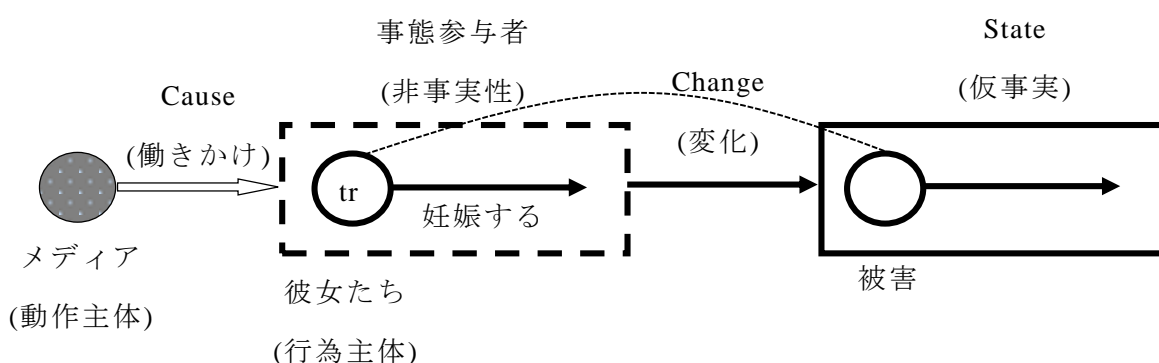 事態参与者
(非事実性)
State
(仮事実)
Cause
(働きかけ)
Change
(変化)
tr
妊娠する
メディア
(動作主体)
彼女たち
(行為主体)
被害